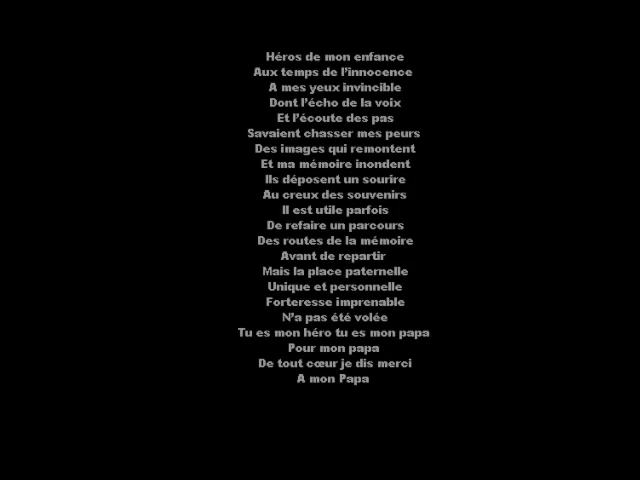 Héros de mon enfance
Aux temps de l'innocence
A mes yeux invincible
Dont l'écho de la voix
Et l'écoute des pas
Savaient chasser mes peurs
Des images qui remontent
Et ma mémoire inondent
Ils déposent un sourire
Au creux des souvenirs
Il est utile parfois
De refaire un parcours
Des routes de la mémoire
Avant de repartir
Mais la place paternelle
Unique et personnelle
Forteresse imprenable
N'a pas été volée
Tu es mon héro tu es mon papa
Pour mon papa
De tout cœur je dis merci
A mon Papa